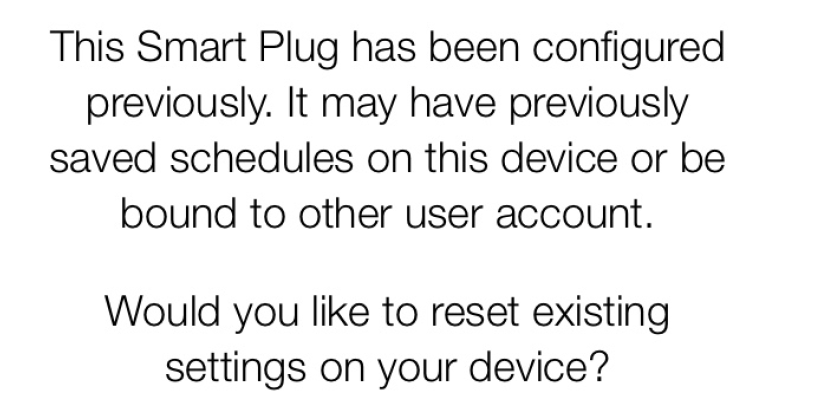 This Smart Plug has been configured
previously. It may have previously
saved schedules on this device or be
bound to other user account.
Would you like to reset existing
settings on your device?